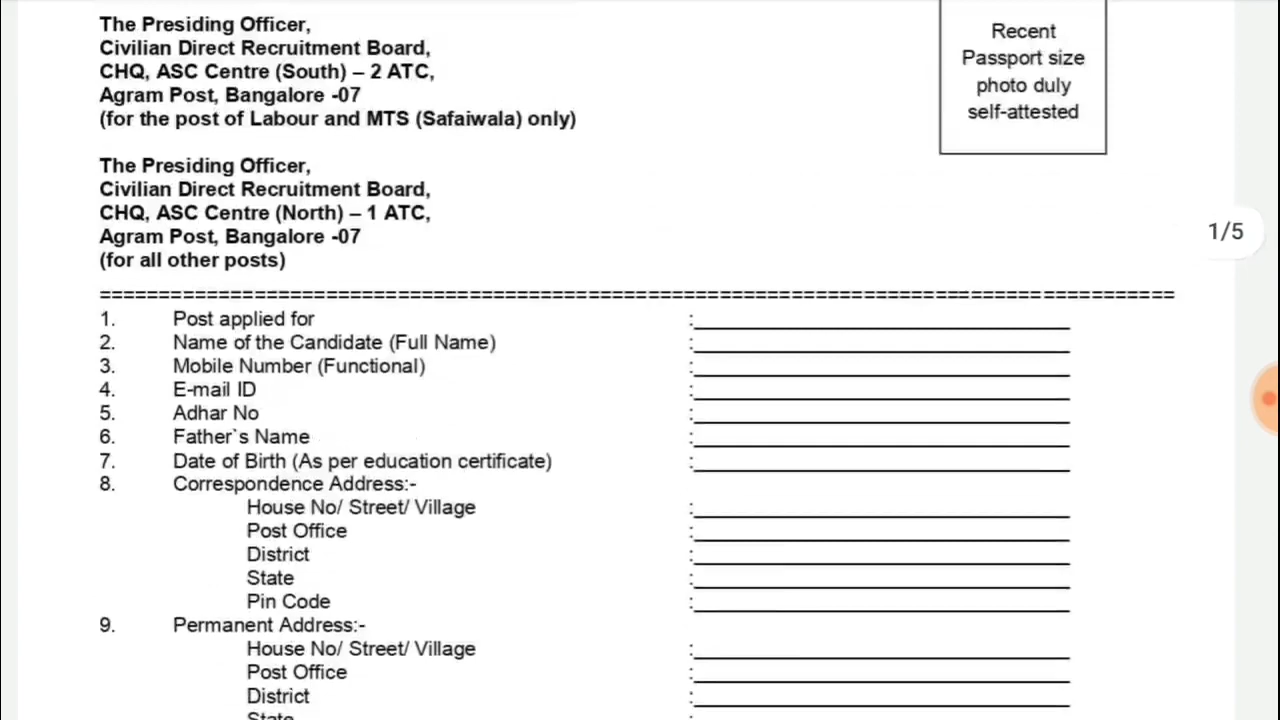 The Presiding Officer,
Civilian Direct Recruitment Board,
CHQ, ASC Centre (South) – 2 ATC,
Agram Post, Bangalore -07
(for the post of Labour and MTS (Safaiwala) only)
Recent
Passport size
photo duly
self-attested
The Presiding Officer,
Civilian Direct Recruitment Board,
CHQ, ASC Centre (North) – 1 ATC,
Agram Post, Bangalore -07
(for all other posts)
1/5
===========================================================================================
1. Post applied for :
2. Name of the Candidate (Full Name) :
3. Mobile Number (Functional) :
4. E-mail ID :
5. Adhar No :
6. Father`s Name :
7. Date of Birth (As per education certificate) :
8. Correspondence Address:-
House No/ Street/ Village :
Post Office :
District :
State :
Pin Code :
9. Permanent Address:-
House No/ Street/ Village :
Post Office :
District :
State :